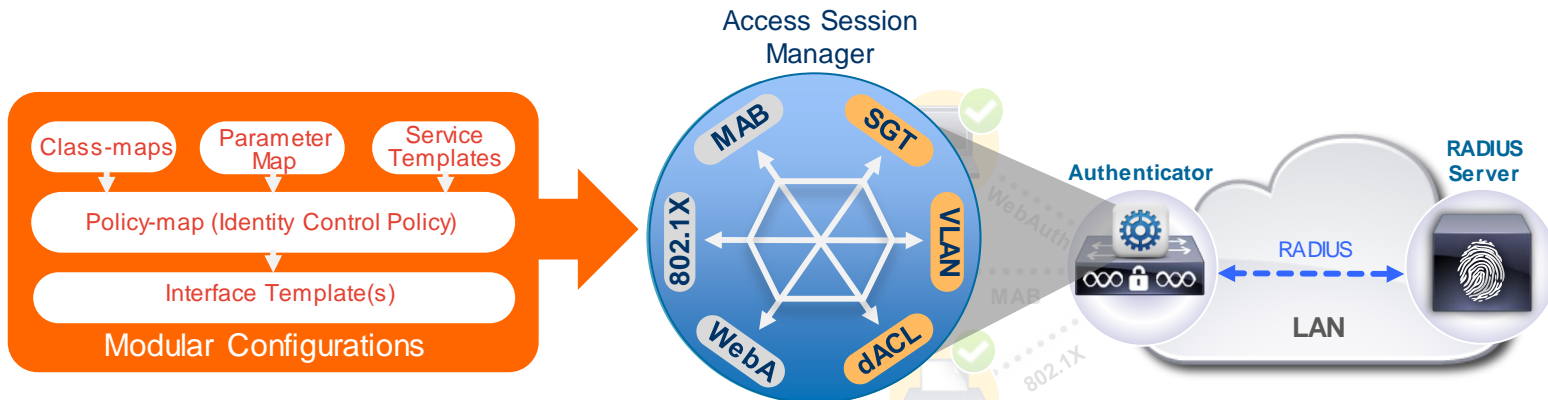 Access Session
Manager
Class-maps
Parameter
Map
Service
Templates
Policy-map (Identity Control Policy)
Interface Template(s)
Modular Configurations
MAB
SGT
802.1X
VLAN
WebA
dACL
WebAuth
MAB
802.1X
Authenticator
RADIUS
Server
RADIUS
LAN